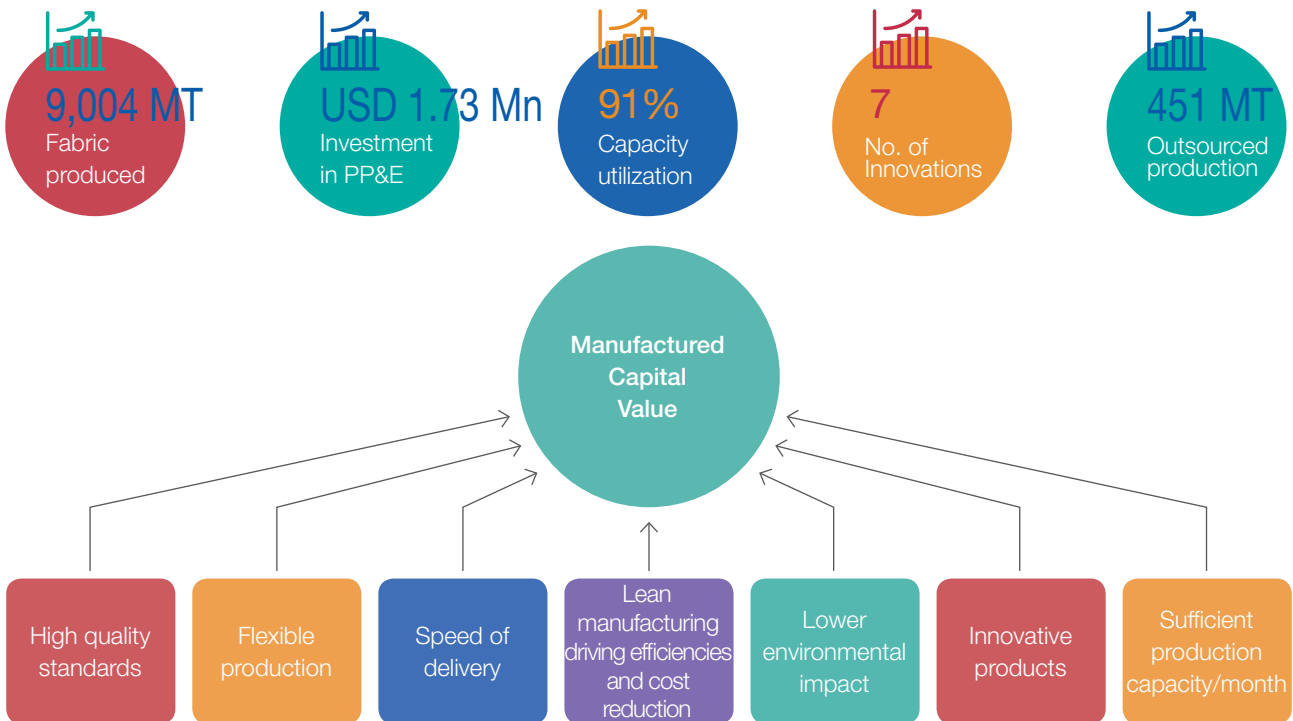 9,004 MT
Fabric
produced
USD 1.73 Mn
Investment
in PP&E
91%
Capacity
utilization
7
No. of
Innovations
451 MT
Outsourced
production
Manufactured
Capital
Value
High quality
standards
Flexible
production
Speed of
delivery
Lean
manufacturing
driving efficiencies
and cost
reduction
Lower
environmental
impact
Innovative
products
Sufficient
production
capacity/month